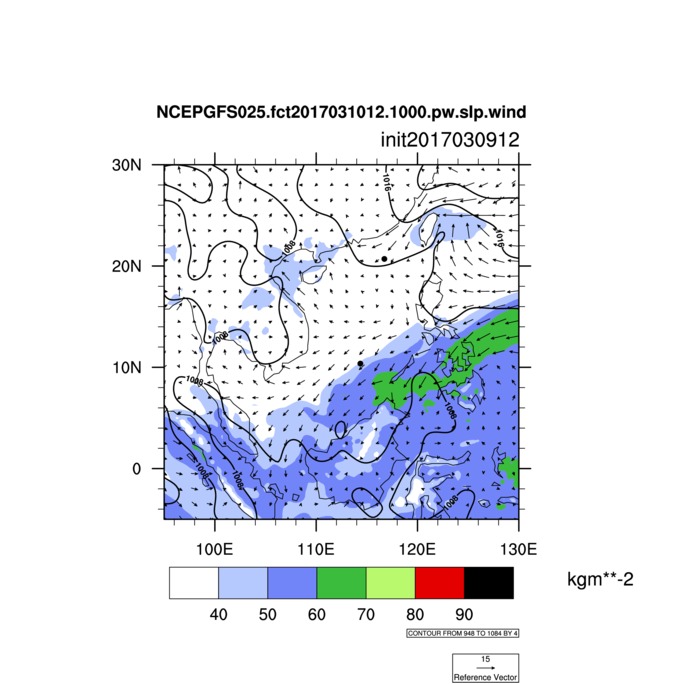 NCEPGFS025.fct2017031012.1000.pw.slp.wind
init2017030912
30N
20N
10N
0
100E 110E 120E 130E
1016
1016
1008
1008
1008
1008
1008
1008
1008
kgm**-2
40 50 60 70 80 90
CONTOUR FROM 948 TO 1084 BY 4
15
Reference Vector